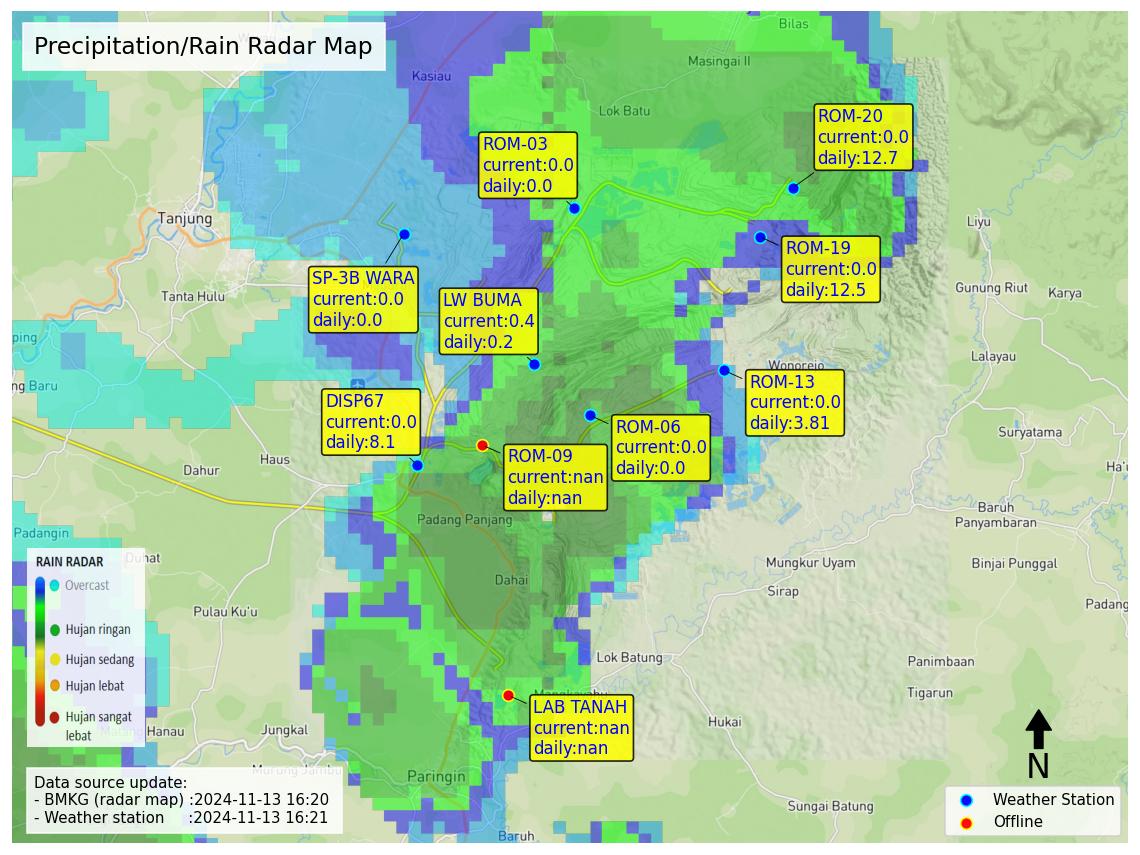 Precipitation/Rain Radar Map
Bilas
Masingai II
Kasiau
Lok Batu
ROM-20
current:0.0
daily:12.7
ROM-03
current:0.0
daily:0.0
Tanjung
Liyu
ROM-19
current:0.0
daily:12.5
SP-3B WARA
current:0.0
daily:0.0
Tanta Hulu
LW BUMA
current:0.4
daily:0.2
Gunung Riut
Karya
ping
ng Baru
Lalayau
Wonorejo
ROM-13
current:0.0
daily:3.81
DISP67
current:0.0
daily:8.1
ROM-06
current:0.0
daily:0.0
Suryatama
ROM-09
current:nan
daily:nan
Haus
Dahur
Ha'u
Baruh
Panyambaran
Padang Panjang
Padangin
Mungkur Uyam
Binjai Punggal
Dahai
Sirap
Padang
Pulau Ku'u
RAIN RADAR
Overcast
Hujan ringan
Hujan sedang
Hujan lebat
Hujan sangat
lebat
Lok Batung
Panimbaan
Tigarun
LAB TANAH
current:nan
daily:nan
Hukai
Hanau
Jungkal
Murung Jambu
Paringin
N
Data source update:
- BMKG (radar map) :2024-11-13 16:20
- Weather station :2024-11-13 16:21
Sungai Batung
Baruh
Weather Station
Offline